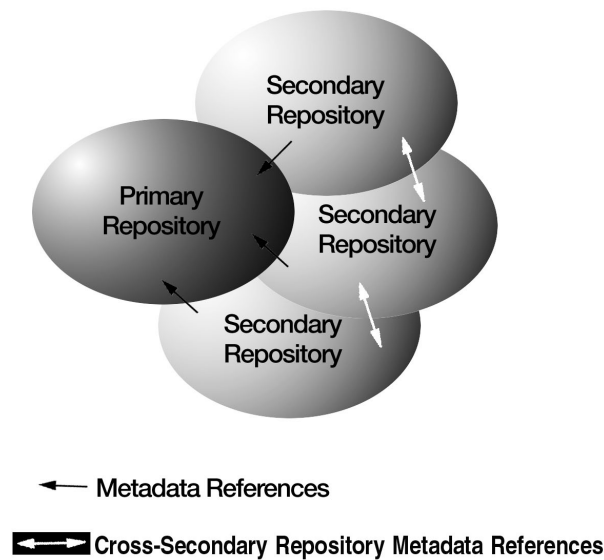 Secondary
Repository
Primary
Repository
Secondary
Repository
Secondary
Repository
Metadata References
Cross-Secondary Repository Metadata References